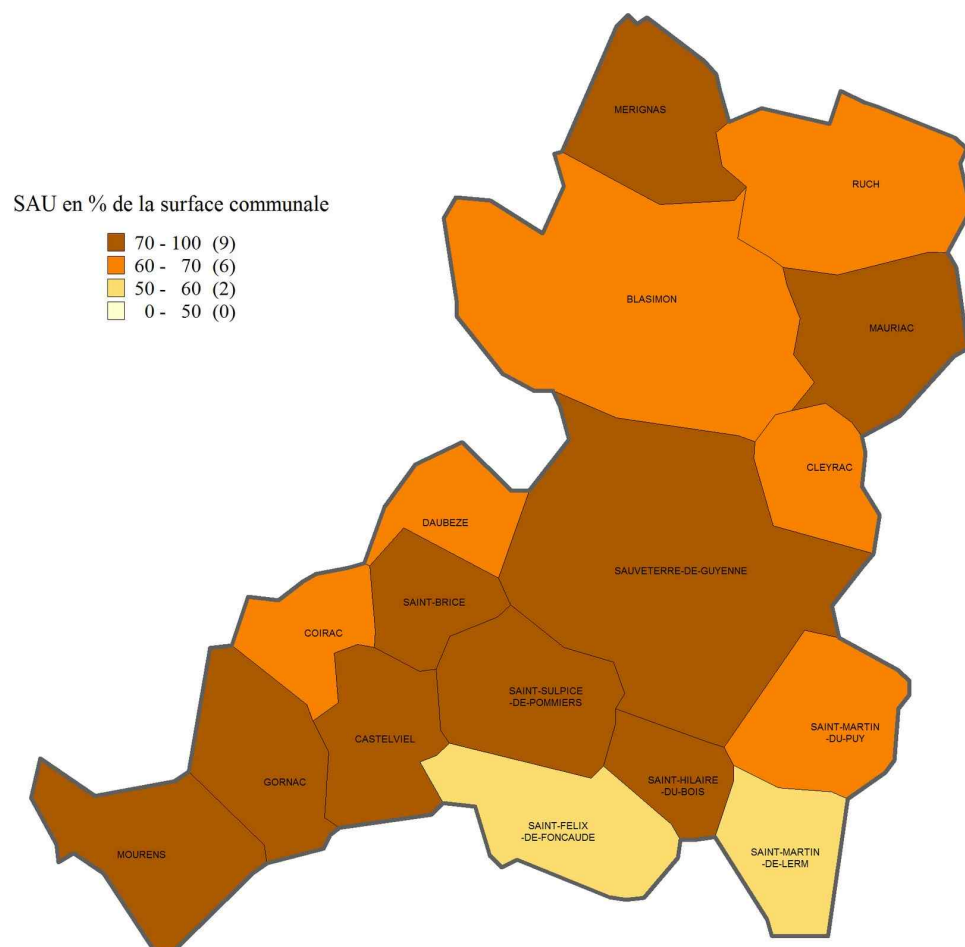 SAU en % de la surface communale
70 - 100 (9)
60 - 70 (6)
50 - 60 (2)
0 - 50 (0)
MERIGNAS
RUCH
BLASIMON
MAURIAC
CLEYRAC
DAUBEZE
SAUVETERRE-DE-GUYENNE
SAINT-BRICE
COIRAC
SAINT-SULPICE
-DE-POMMIERS
SAINT-MARTIN
-DU-PUY
CASTELVIEL
GORNAC
SAINT-HILAIRE
-DU-BOIS
SAINT-FELIX
-DE-FONCAUDE
MOURENS
SAINT-MARTIN
-DE-LERM